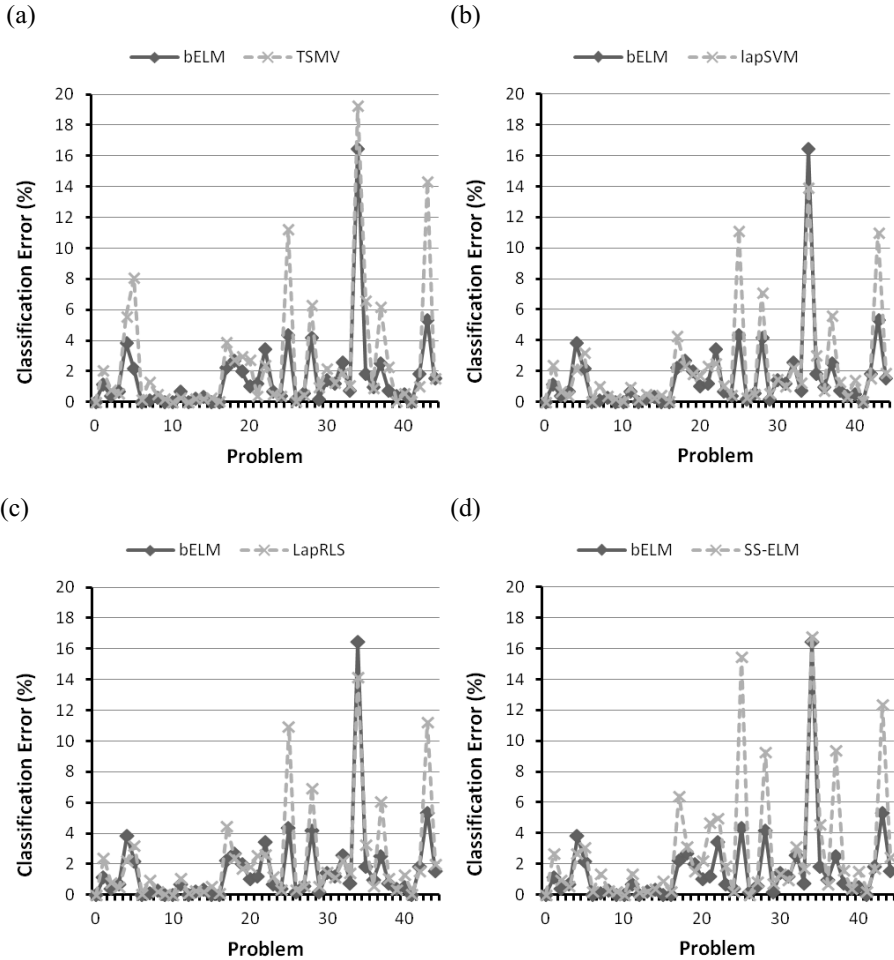 (a)
bELM TSMV
Classification Error (%)
20
18
16
14
12
10
8
6
4
2
0
0 10 20 30 40
Problem
(b)
bELM lapSVM
Classification Error (%)
20
18
16
14
12
10
8
6
4
2
0
0 10 20 30 40
Problem
(c)
bELM LapRLS
Classification Error (%)
20
18
16
14
12
10
8
6
4
2
0
0 10 20 30 40
Problem
(d)
bELM SS-ELM
Classification Error (%)
20
18
16
14
12
10
8
6
4
2
0
0 10 20 30 40
Problem